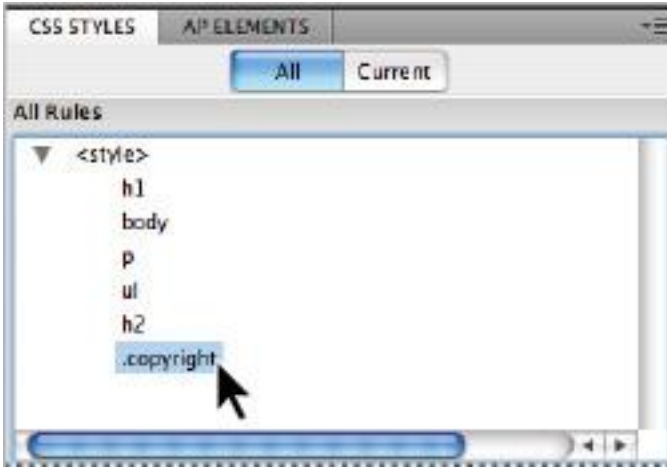 CSS STYLES AP ELEMENTS
All Current
All Rules
<style>
h1
body
p
ul
h2
.copyright